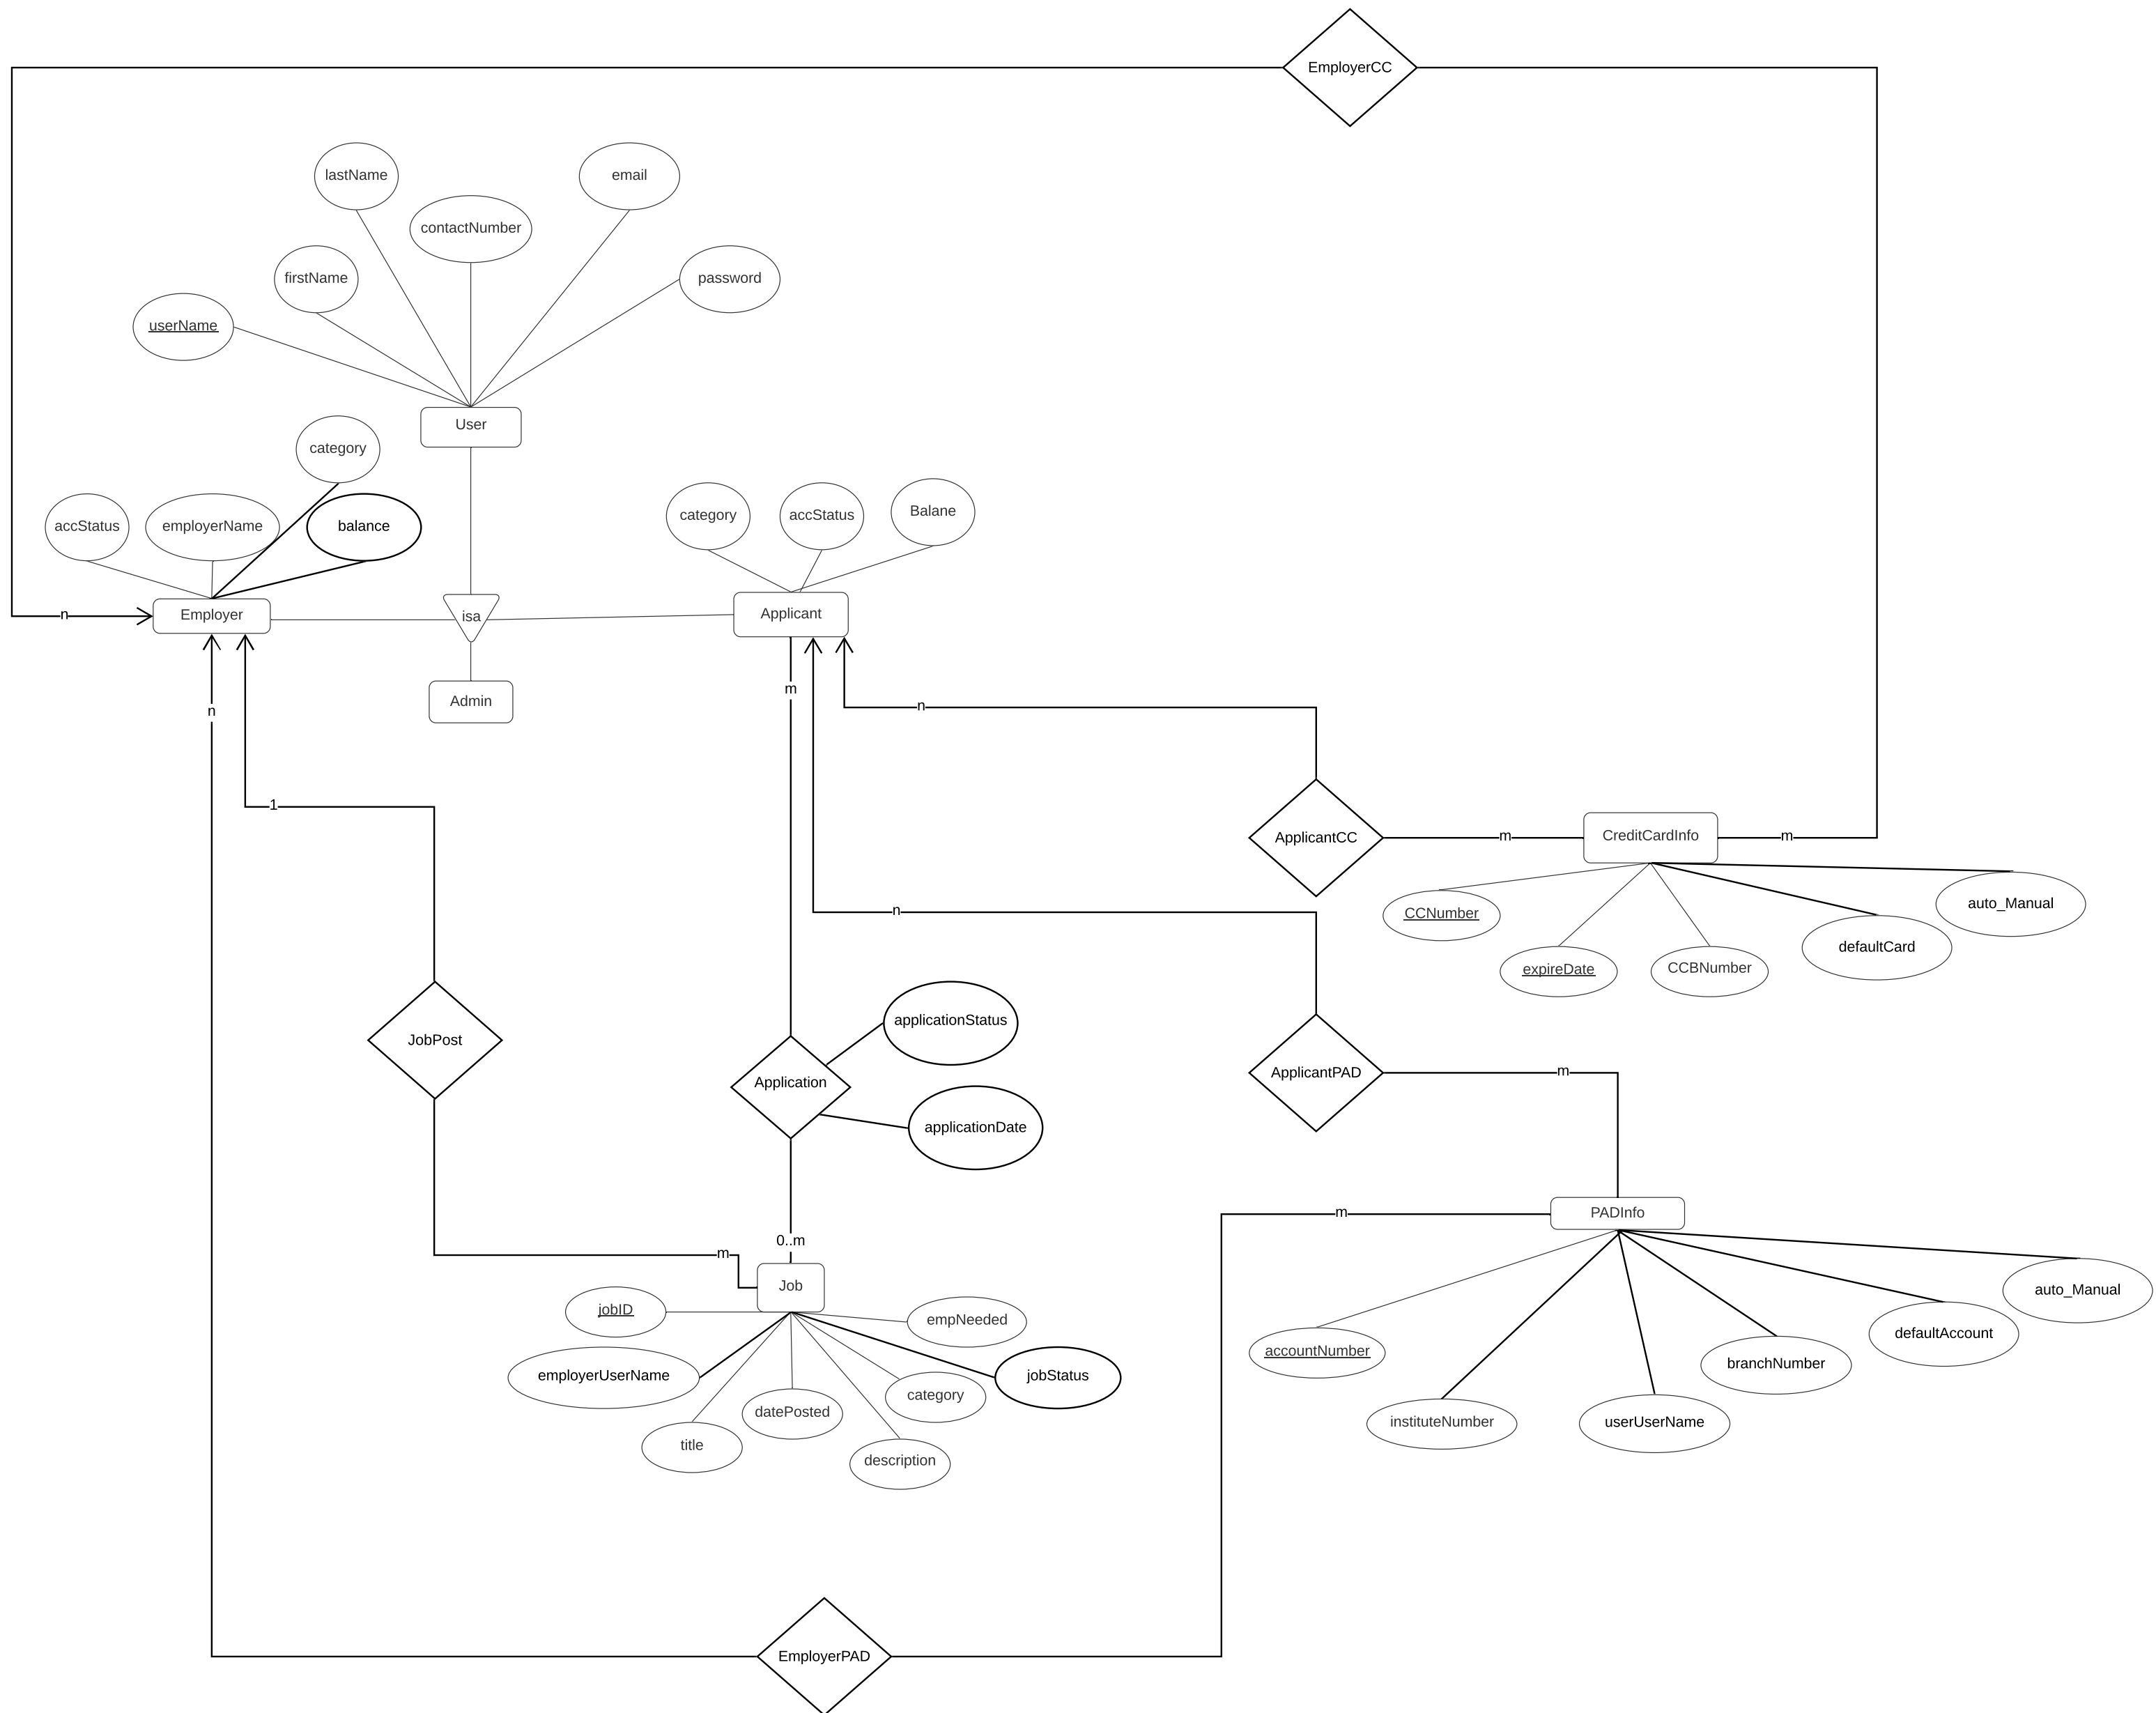 EmployerCC
lastName
email
contactNumber
firstName
password
userName
User
category
accStatus
employerName
balance
category
accStatus
Balane
n
Employer
isa
Applicant
Admin
m
n
n
1
ApplicantCC
m
CreditCardInfo
m
CCNumber
expireDate
CCBNumber
defaultCard
auto_Manual
n
JobPost
applicationStatus
Application
applicationDate
ApplicantPAD
m
m
PADInfo
0..m
m
Job
jobID
empNeeded
employerUserName
jobStatus
category
datePosted
title
description
accountNumber
instituteNumber
userUserName
branchNumber
defaultAccount
auto_Manual
EmployerPAD